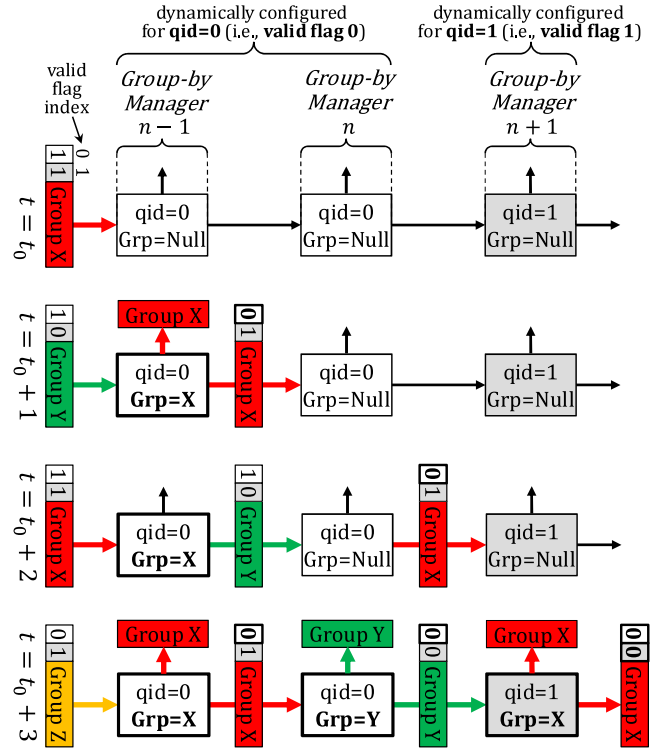 dynamically configured
for qid=0 (i.e., valid flag 0)
dynamically configured
for qid=1 (i.e., valid flag 1)
valid
flag
index
Group-by
Manager
n − 1
Group-by
Manager
n
Group-by
Manager
n + 1
0 1
t = t0
1 1 Group X
qid=0
Grp=Null
qid=0
Grp=Null
qid=1
Grp=Null
t = t0 + 1
1 0 Group Y
Group X
qid=0
Grp=X
0 1 Group X
qid=0
Grp=Null
qid=1
Grp=Null
t = t0 + 2
1 1 Group X
qid=0
Grp=X
1 0 Group Y
qid=0
Grp=Null
0 1 Group X
qid=1
Grp=Null
t = t0 + 3
0 1 Group Z
Group X
qid=0
Grp=X
0 1 Group X
Group Y
qid=0
Grp=Y
0 0 Group Y
Group X
qid=1
Grp=X
0 0 Group X